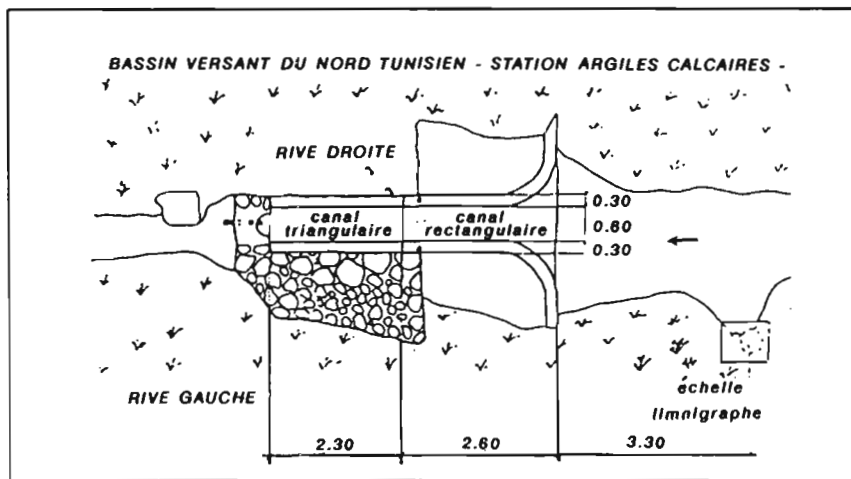 BASSIN VERSANT DU NORD TUNISIEN - STATION ARGILES CALCAIRES -
RIVE DROITE
canal
triangulaire
canal
rectangulaire
0.30
0.60
0.30
RIVE GAUCHE
échelle
limnigraphe
2.30
2.60
3.30